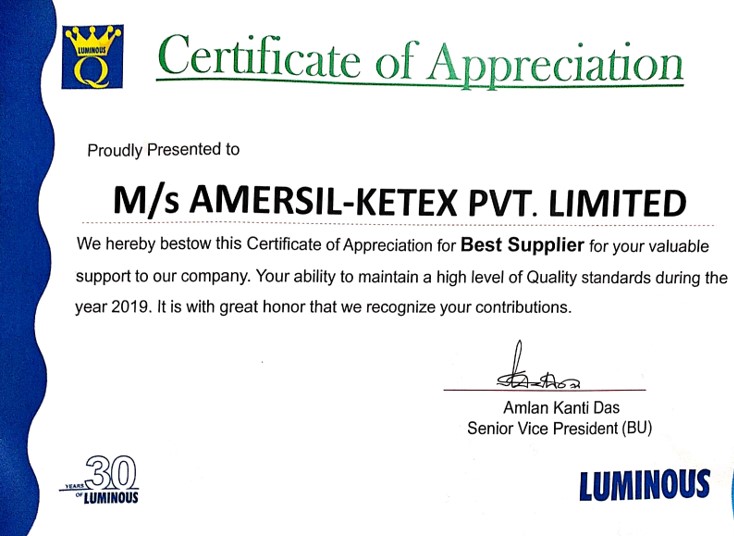 LUMINOUS
Q
Certificate of Appreciation
Proudly Presented to
M/s AMERSIL-KETEX PVT. LIMITED
We hereby bestow this Certificate of Appreciation for Best Supplier for your valuable
support to our company. Your ability to maintain a high level of Quality standards during the
year 2019. It is with great honor that we recognize your contributions.
Amlan Kanti Das
Senior Vice President (BU)
30
YEARS
OF LUMINOUS
LUMINOUS